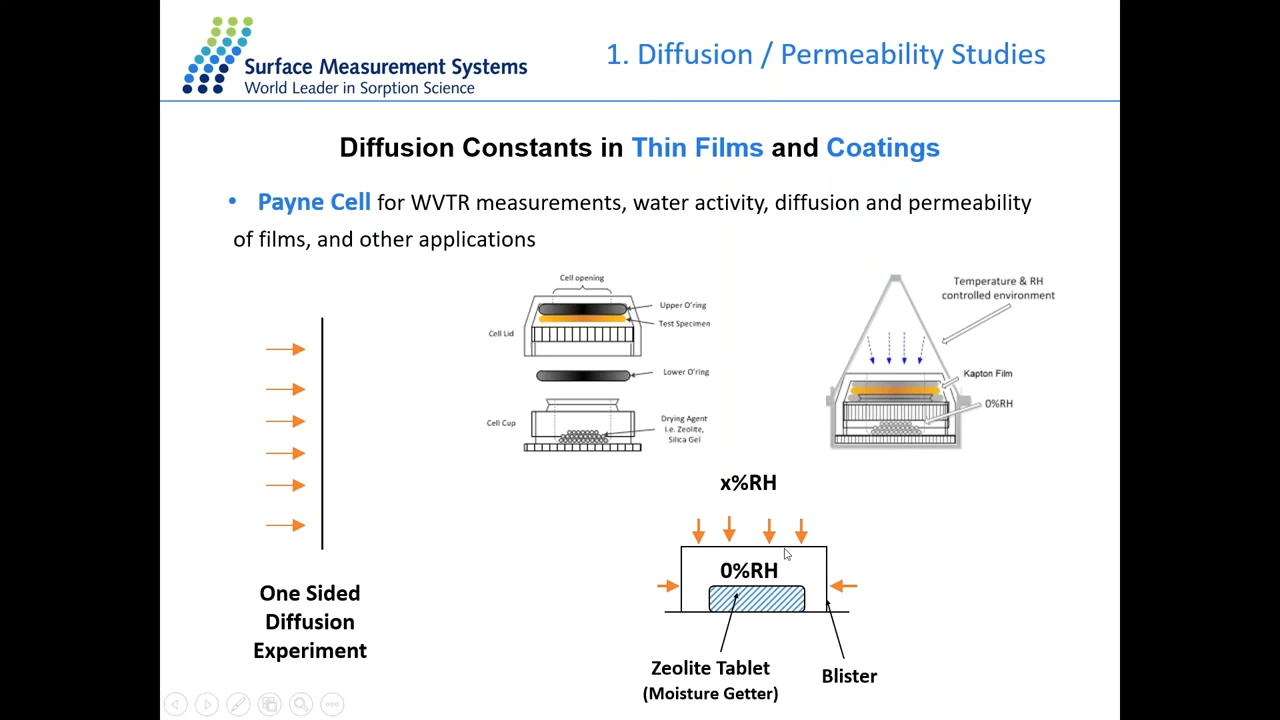 Surface Measurement Systems
World Leader in Sorption Science
1. Diffusion / Permeability Studies
Diffusion Constants in Thin Films and Coatings
• Payne Cell for WVTR measurements, water activity, diffusion and permeability
of films, and other applications
Cell opening
Upper O'ring
Test Specimen
Cell Lid
Lower O'ring
Cell Cup
Drying Agent
i.e. Zeolite,
Silica Gel
Temperature & RH
controlled environment
Kapton Film
0%RH
One Sided
Diffusion
Experiment
x%RH
0%RH
Zeolite Tablet
(Moisture Getter)
Blister